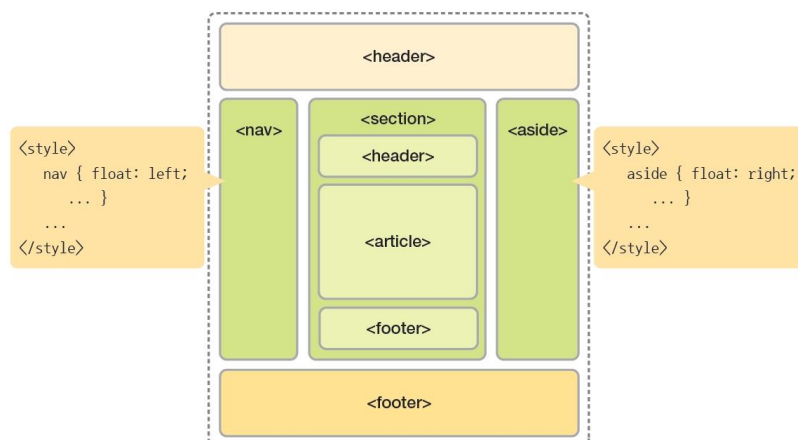 <header>
<nav>
<section>
<aside>
<header>
<article>
<footer>
<footer>
<style>
nav { float: left;
... }
...
</style>
<style>
aside { float: right;
... }
...
</style>